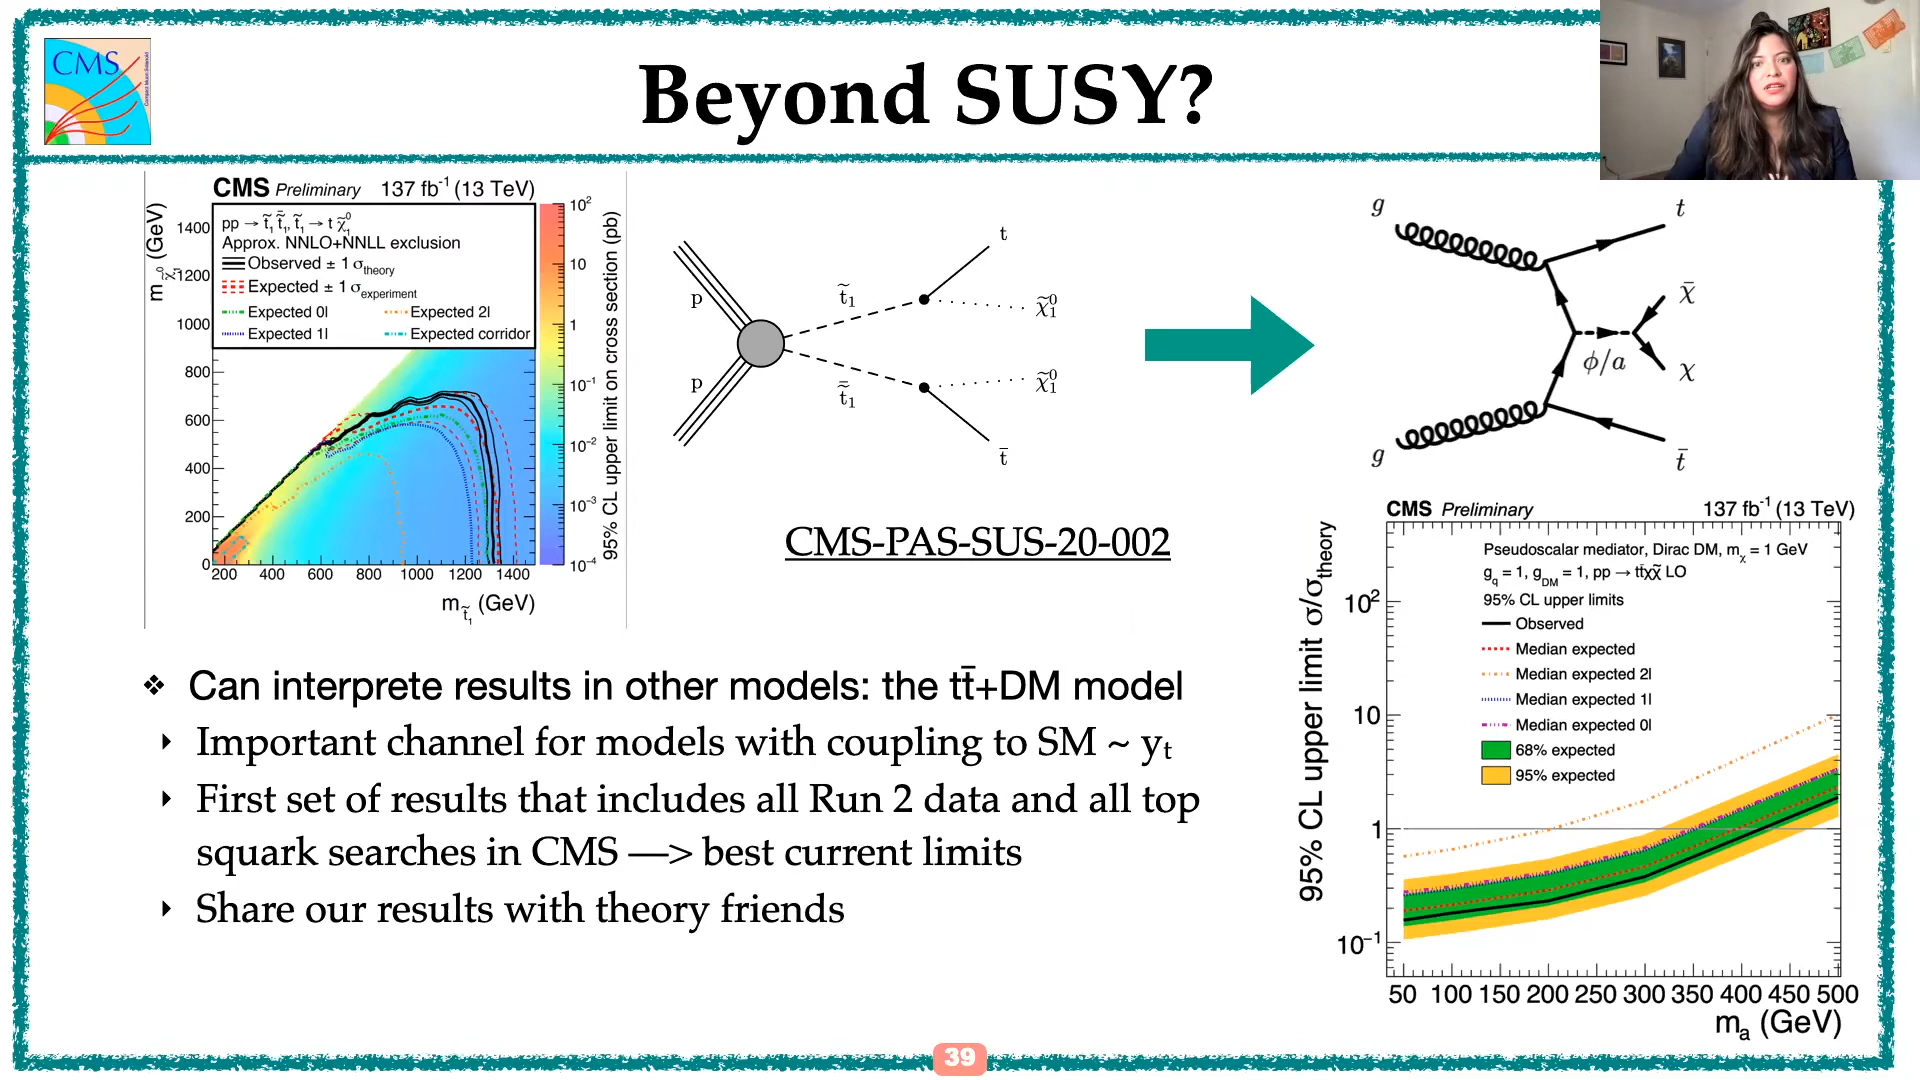 CMS
Beyond SUSY?
CMS Preliminary 137 fb⁻¹ (13 TeV)
pp → t̃₁ t̃̄₁, t̃₁ → t χ̃₁⁰
Approx. NNLO+NNLL exclusion
Observed ± 1 σ_theory
Expected ± 1 σ_experiment
Expected 0l
Expected 2l
Expected 1l
Expected corridor
m_χ̃₁⁰ (GeV)
1400
1200
1000
800
600
400
200
0
200 400 600 800 1000 1200 1400
m_t̃₁ (GeV)
10²
10
1
10⁻¹
10⁻²
10⁻³
10⁻⁴
95% CL upper limit on cross section (pb)
p
p
t̃₁
t̃̄₁
t
χ̃₁⁰
χ̃₁⁰
t̄
CMS-PAS-SUS-20-002
g
t
χ̄
ϕ/a
χ
g
t̄
CMS Preliminary 137 fb⁻¹ (13 TeV)
Pseudoscalar mediator, Dirac DM, m_χ = 1 GeV
g_q = 1, g_DM = 1, pp → tt̄χχ̃ LO
95% CL upper limits
Observed
Median expected
Median expected 2l
Median expected 1l
Median expected 0l
68% expected
95% expected
95% CL upper limit σ/σ_theory
10²
10
1
10⁻¹
50 100 150 200 250 300 350 400 450 500
m_a (GeV)
❖ Can interprete results in other models: the tt̄+DM model
‣ Important channel for models with coupling to SM ~ yₜ
‣ First set of results that includes all Run 2 data and all top
squark searches in CMS —> best current limits
‣ Share our results with theory friends
39